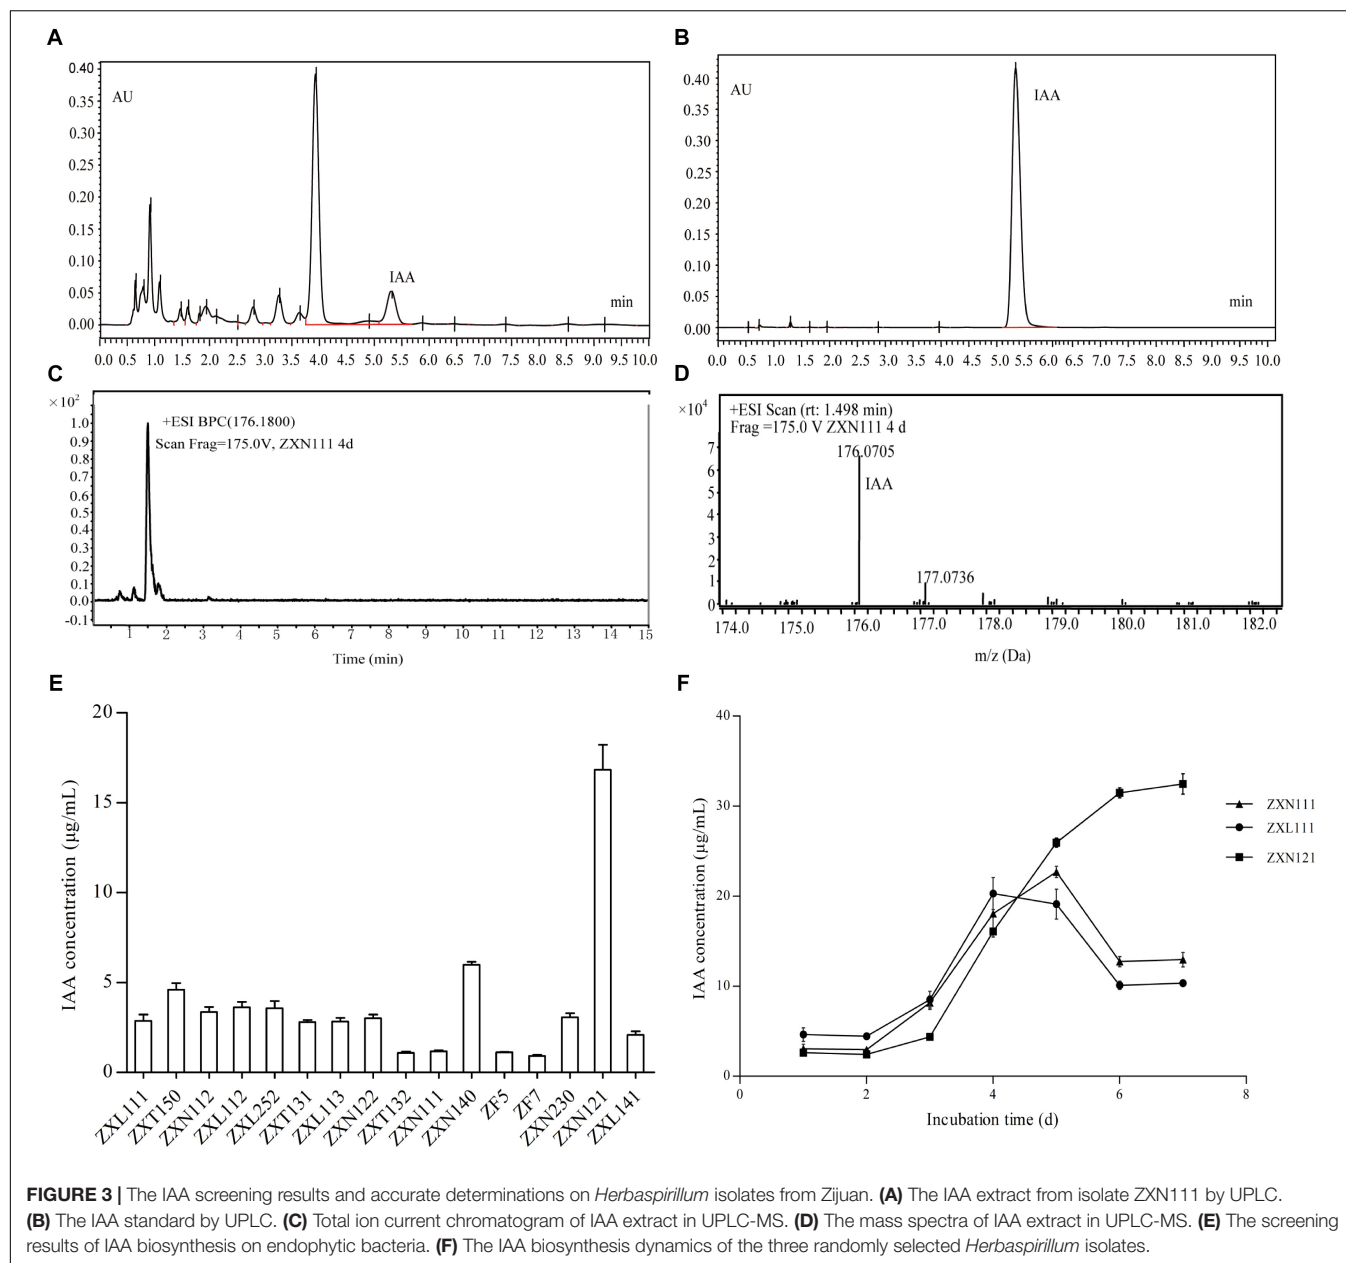 A
0.40
0.35
0.30
0.25
0.20
0.15
0.10
0.05
0.00
AU
IAA
min
0.0 0.5 1.0 1.5 2.0 2.5 3.0 3.5 4.0 4.5 5.0 5.5 6.0 6.5 7.0 7.5 8.0 8.5 9.0 9.5 10.0
B
0.40
0.35
0.30
0.25
0.20
0.15
0.10
0.05
0.00
AU
IAA
min
0.0 0.5 1.0 1.5 2.0 2.5 3.0 3.5 4.0 4.5 5.0 5.5 6.0 6.5 7.0 7.5 8.0 8.5 9.0 9.5 10.0
C
×10²
1.0
0.9
0.8
0.7
0.6
0.5
0.4
0.3
0.2
0.1
0.0
-0.1
+ESI BPC(176.1800)
Scan Frag=175.0V, ZXN111 4d
1 2 3 4 5 6 7 8 9 10 11 12 13 14 15
Time (min)
D
×10⁴
7
6
5
4
3
2
1
0
+ESI Scan (rt: 1.498 min)
Frag =175.0 V ZXN111 4 d
176.0705
IAA
177.0736
174.0 175.0 176.0 177.0 178.0 179.0 180.0 181.0 182.0
m/z (Da)
E
IAA concentration (µg/mL)
20
15
10
5
0
ZXL111 ZXT150 ZXN112 ZXL112 ZXL252 ZXT131 ZXL113 ZXN122 ZXT132 ZXN111 ZXN140 ZF5 ZF7 ZXN230 ZXN121 ZXL141
F
IAA concentration (µg/mL)
40
30
20
10
0
0 2 4 6 8
Incubation time (d)
ZXN111
ZXL111
ZXN121
FIGURE 3 | The IAA screening results and accurate determinations on Herbaspirillum isolates from Zijuan. (A) The IAA extract from isolate ZXN111 by UPLC.
(B) The IAA standard by UPLC. (C) Total ion current chromatogram of IAA extract in UPLC-MS. (D) The mass spectra of IAA extract in UPLC-MS. (E) The screening
results of IAA biosynthesis on endophytic bacteria. (F) The IAA biosynthesis dynamics of the three randomly selected Herbaspirillum isolates.